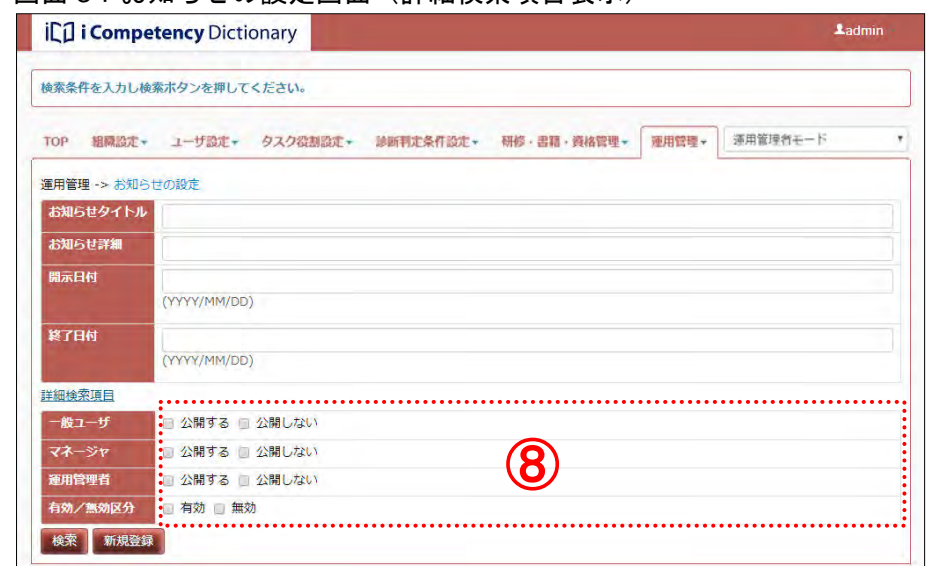 i Competency Dictionary
admin
検索条件を入力し検索ボタンを押してください。
TOP 組織設定 ユーザ設定 タスク役割設定 診断判定条件設定 研修・書籍・資格管理 運用管理 運用管理者モード
運用管理 -> お知らせの設定
お知らせタイトル
お知らせ詳細
開示日付
(YYYY/MM/DD)
終了日付
(YYYY/MM/DD)
詳細検索項目
一般ユーザ 公開する 公開しない
マネージャ 公開する 公開しない
運用管理者 公開する 公開しない
有効／無効区分 有効 無効
⑧
検索 新規登録